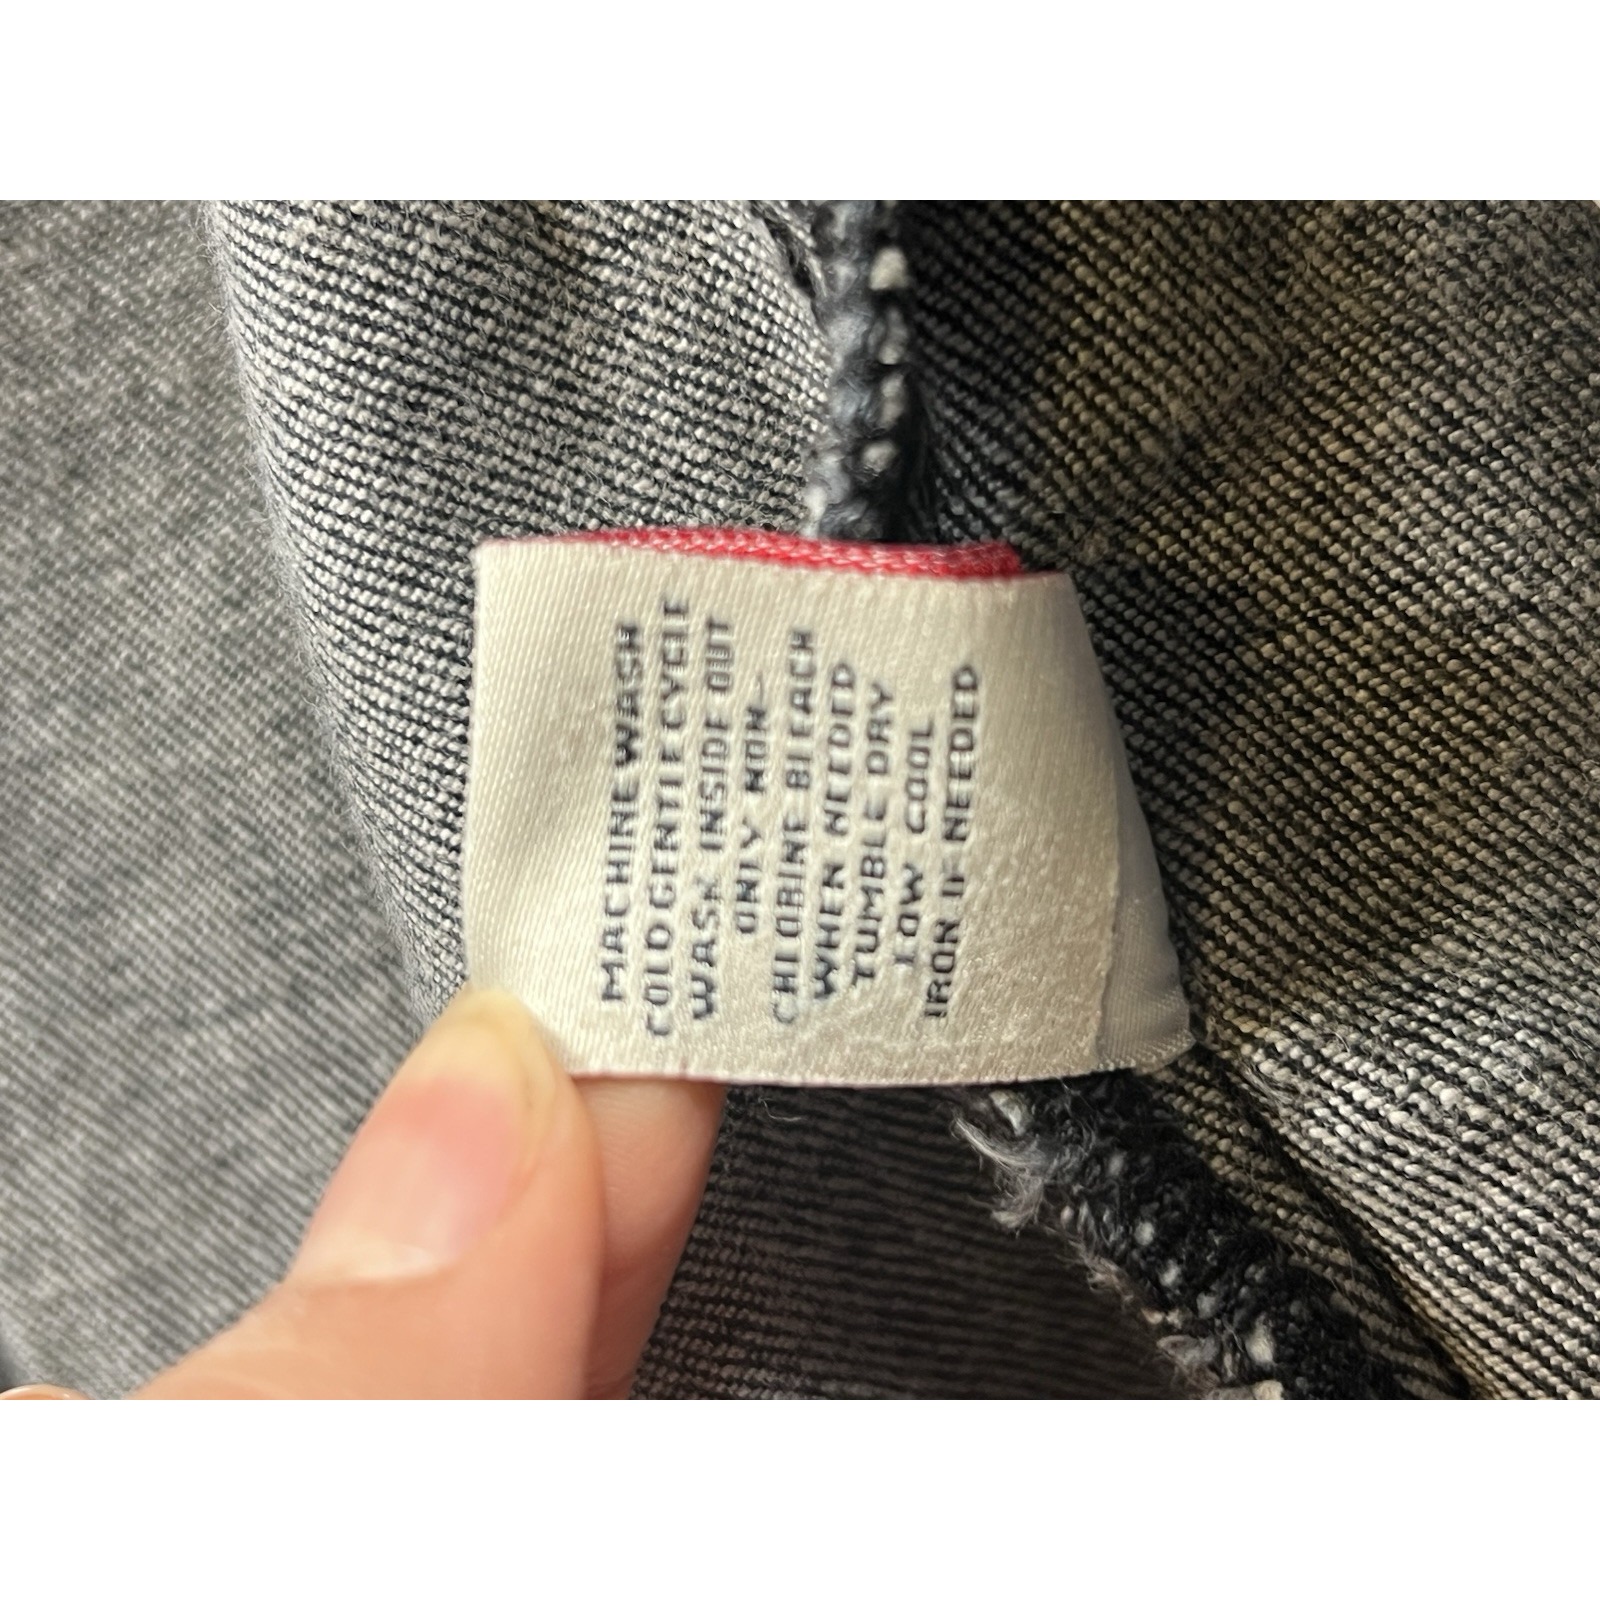 MACHINE WASH
COLD GENTLE CYCLE
WASH INSIDE OUT
ONLY NON-
CHLORINE BLEACH
WHEN NEEDED
TUMBLE DRY
LOW COOL
IRON IF NEEDED